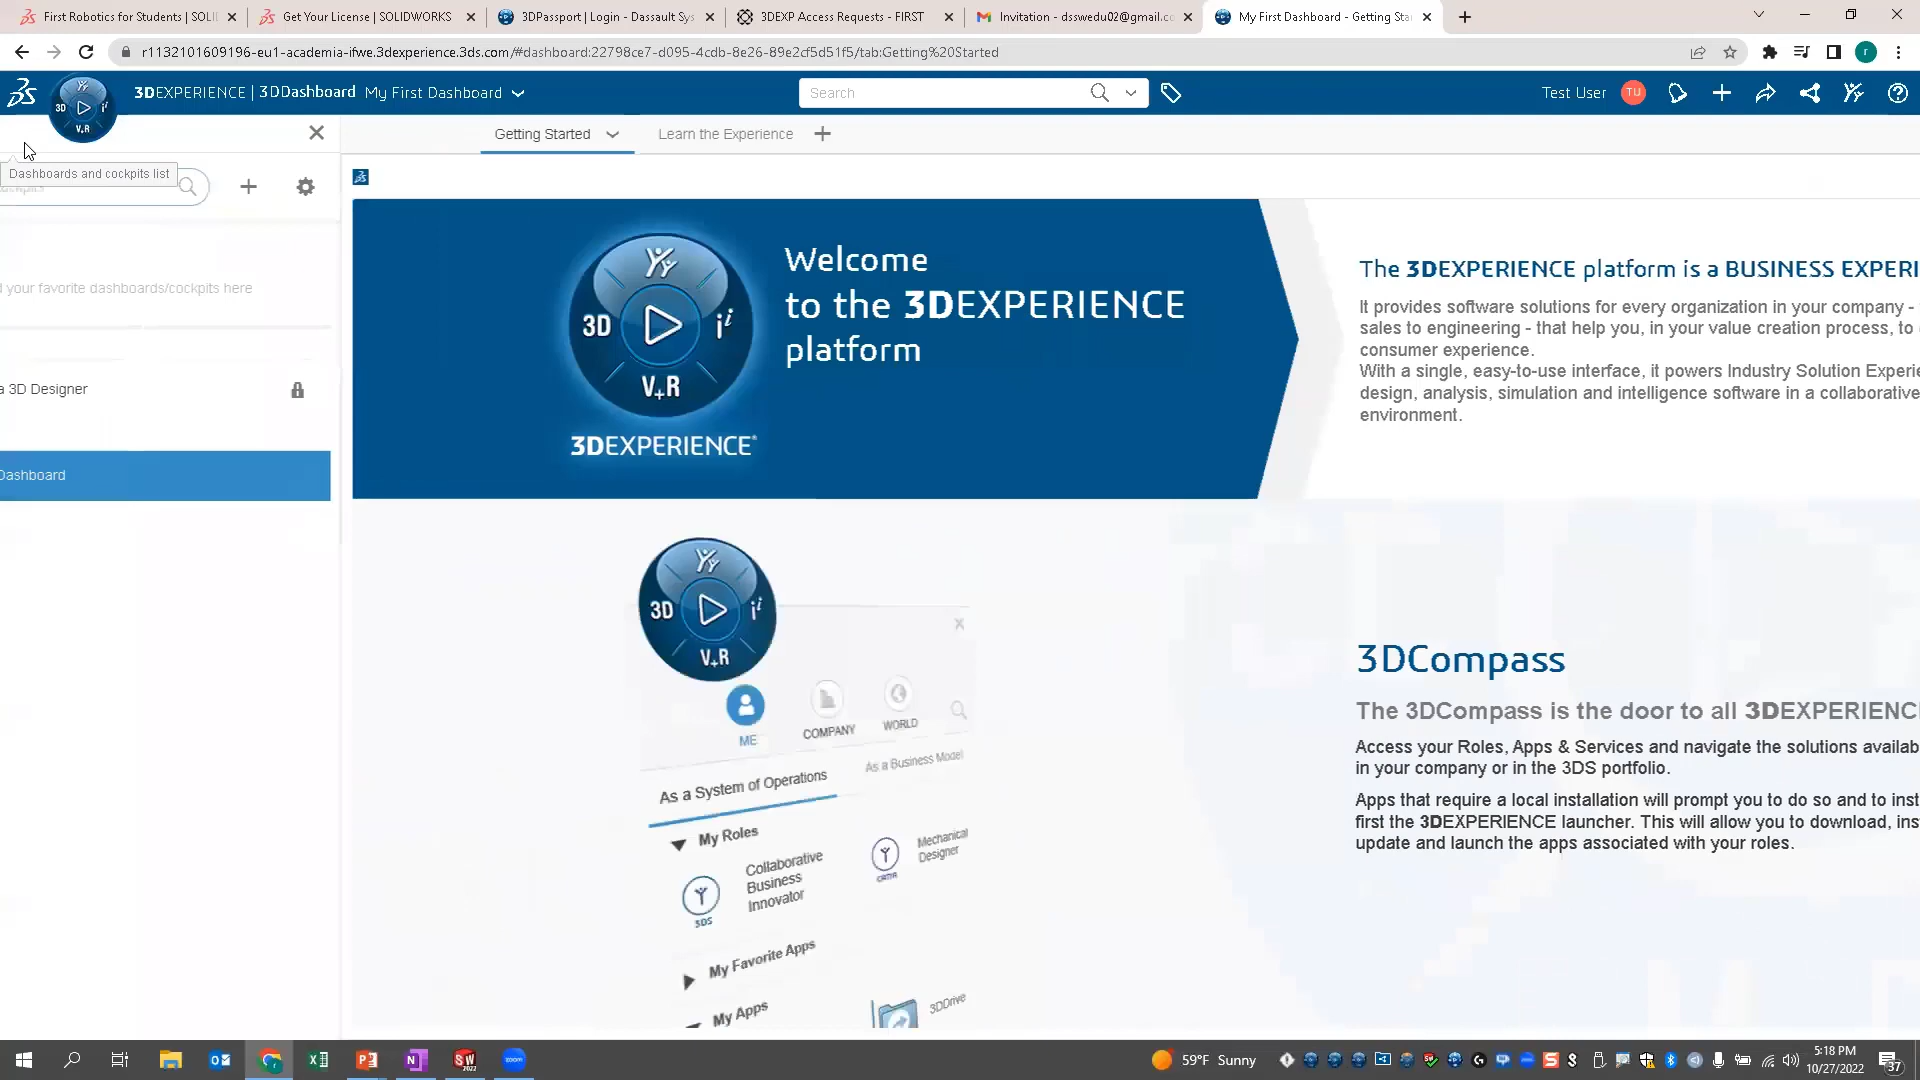 First Robotics for Students | SOLI
Get Your License | SOLIDWORKS
3DPassport | Login - Dassault Sys
3DEXP Access Requests - FIRST
Invitation - dsswedu02@gmail.co
My First Dashboard - Getting Sta
r1132101609196-eu1-academia-ifwe.3dexperience.3ds.com/#dashboard:22798ce7-d095-4cdb-8e26-89e2cf5d51f5/tab:Getting%20Started
r
3D V.R
3DEXPERIENCE | 3DDashboard My First Dashboard
Search
Test User TU
Getting Started
Learn the Experience
Dashboards and cockpits list
d your favorite dashboards/cockpits here
a 3D Designer
Dashboard
3D
V+R
3DEXPERIENCE®
Welcome
to the 3DEXPERIENCE
platform
The 3DEXPERIENCE platform is a BUSINESS EXPERI
It provides software solutions for every organization in your company -
sales to engineering - that help you, in your value creation process, to
consumer experience.
With a single, easy-to-use interface, it powers Industry Solution Experie
design, analysis, simulation and intelligence software in a collaborative
environment.
3D
V+R
x
ME
COMPANY
WORLD
As a System of Operations
As a Business Model
My Roles
Collaborative
Business
Innovator
3DS
Mechanical
Designer
CATIA
My Favorite Apps
My Apps
3DDrive
3DCompass
The 3DCompass is the door to all 3DEXPERIENC
Access your Roles, Apps & Services and navigate the solutions availab
in your company or in the 3DS portfolio.
Apps that require a local installation will prompt you to do so and to inst
first the 3DEXPERIENCE launcher. This will allow you to download, ins
update and launch the apps associated with your roles.
59°F Sunny
5:18 PM
10/27/2022
37